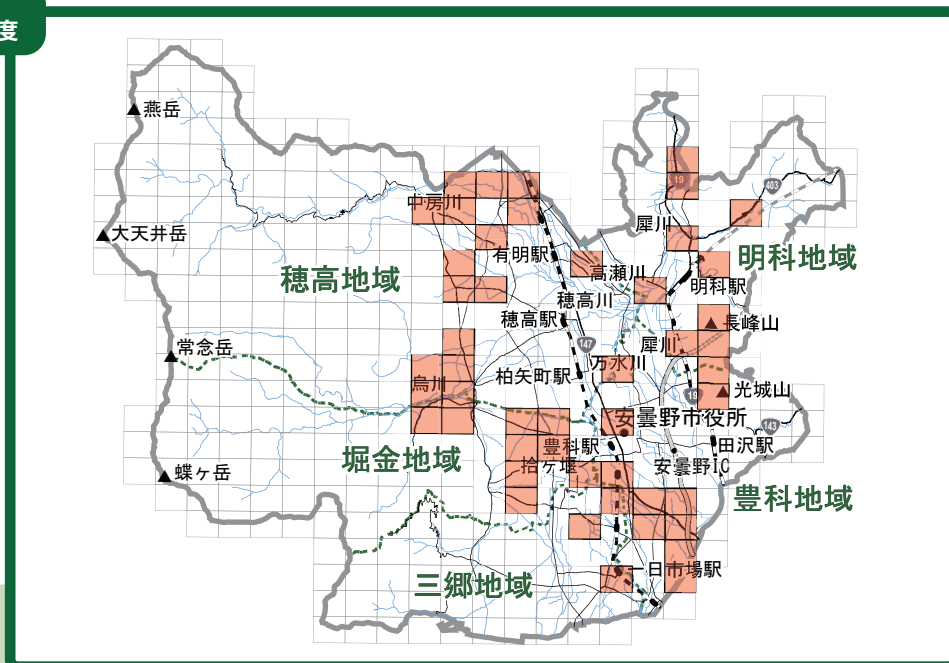 度
燕岳
大天井岳
中房川
犀川
403
19
有明駅
高瀬川
明科地域
穂高地域
明科駅
穂高川
穂高駅
長峰山
147
犀川
常念岳
万水川
柏矢町駅
烏川
光城山
19
安曇野市役所
143
豊科駅
田沢駅
堀金地域
拾ケ堰
安曇野IC
蝶ヶ岳
豊科地域
一日市場駅
三郷地域